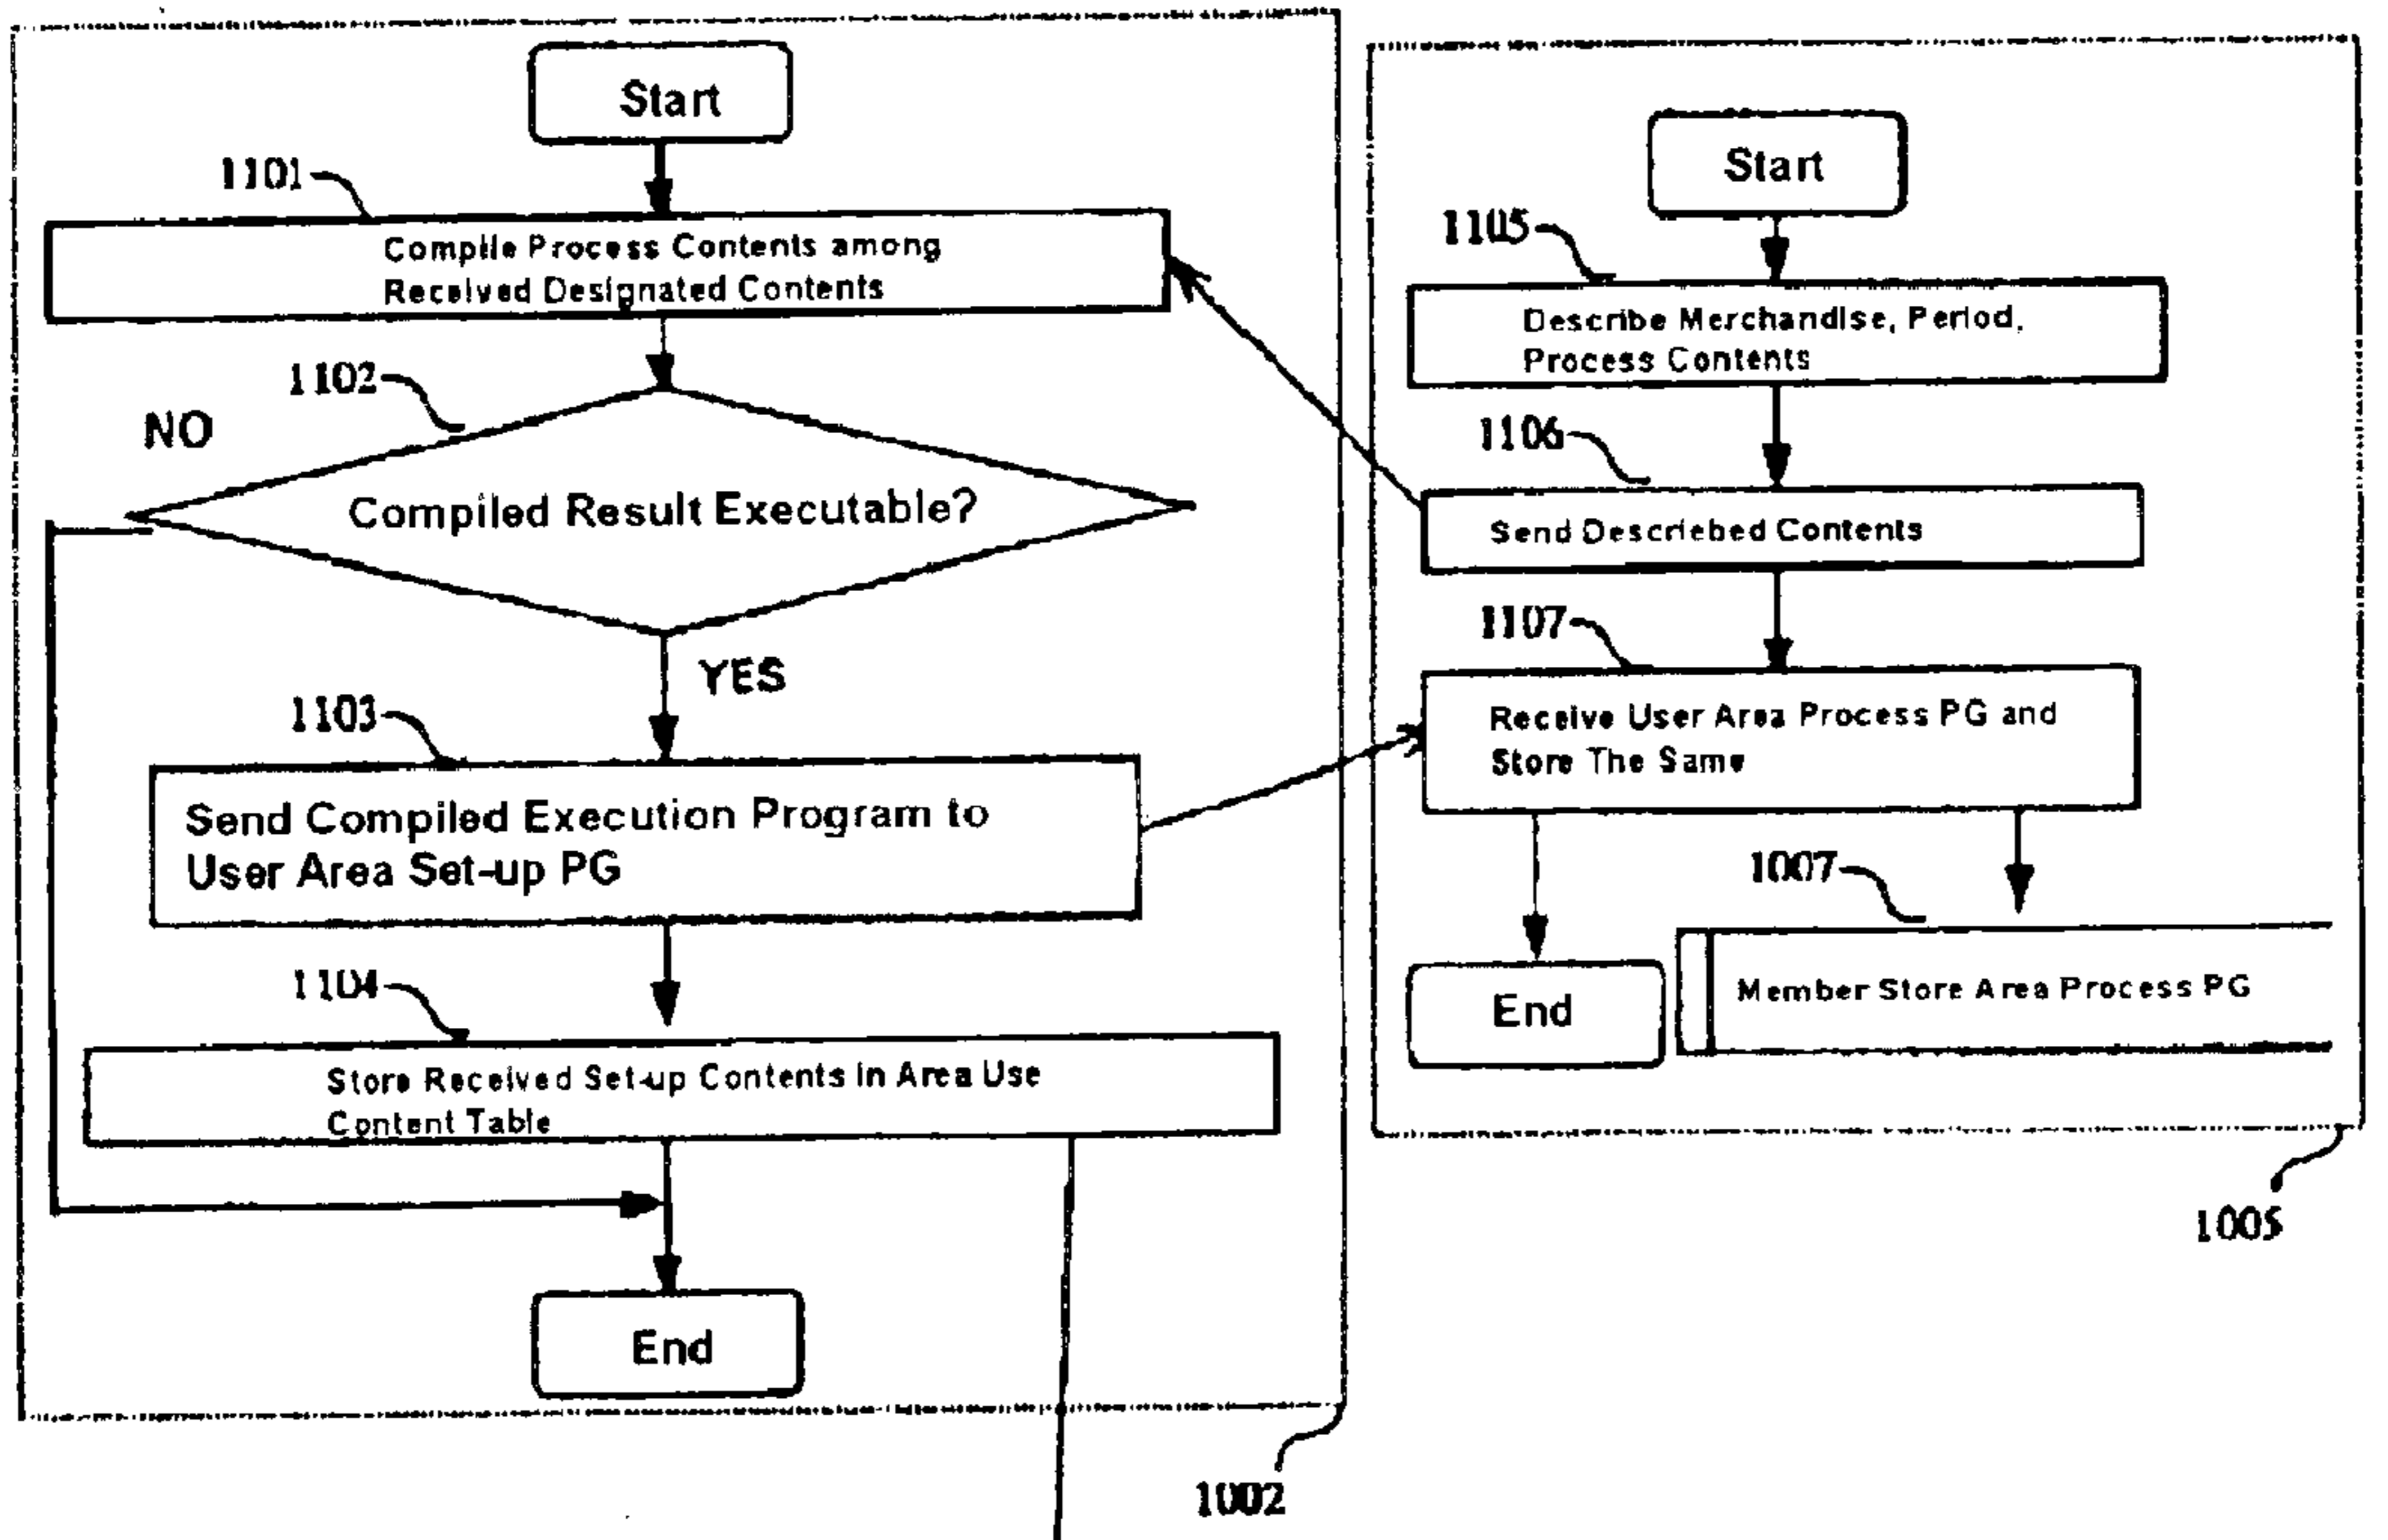 Start
1101
Compile Process Contents among
Received Designated Contents
1102
NO
Compiled Result Executable?
YES
1103
Send Compiled Execution Program to
User Area Set-up PG
1104
Store Received Set-up Contents in Area Use
Content Table
End
1002
Start
1105
Describe Merchandise, Period,
Process Contents
1106
Send Descriebed Contents
1107
Receive User Area Process PG and
Store The Same
1007
End
Member Store Area Process PG
1005